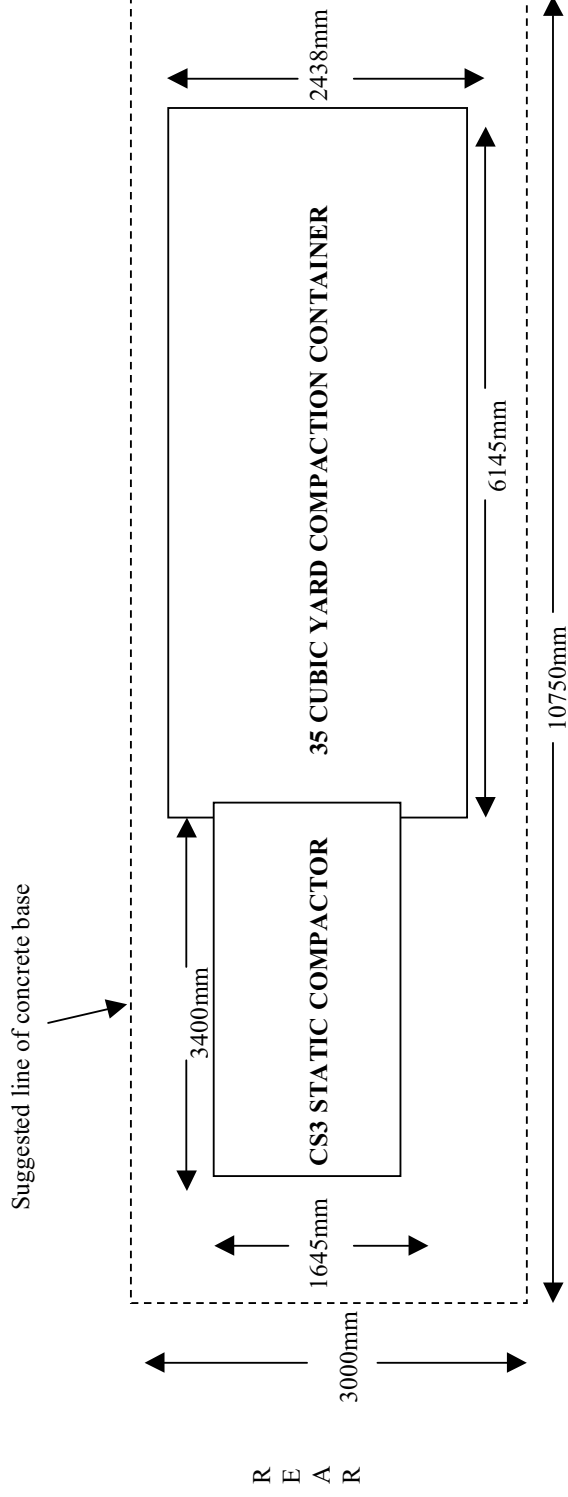 Suggested line of concrete base
3400mm
2438mm
CS3 STATIC COMPACTOR
35 CUBIC YARD COMPACTION CONTAINER
1645mm
3000mm
6145mm
10750mm
R
E
A
R